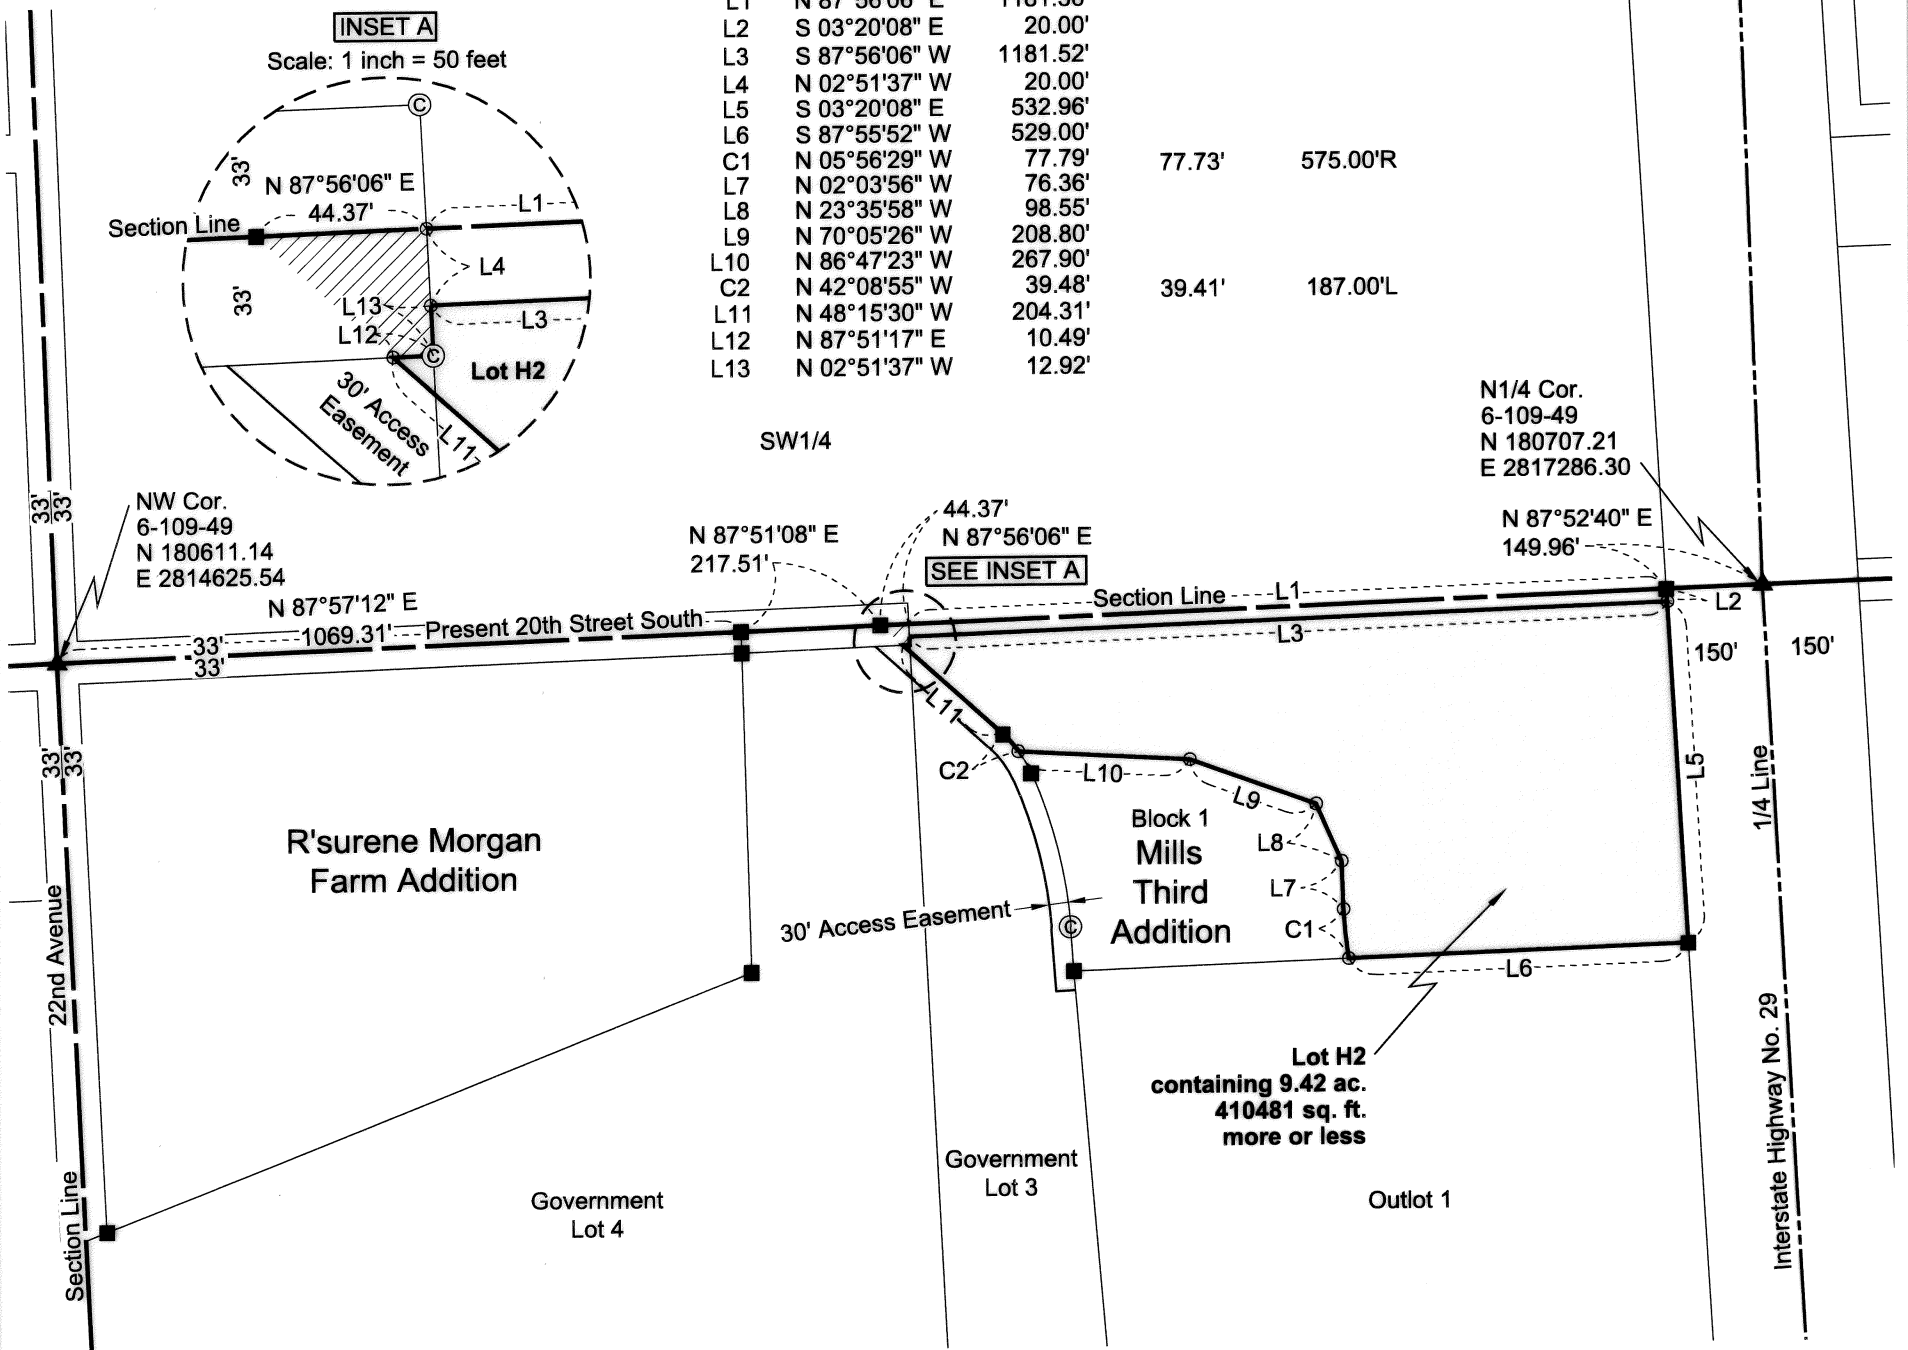 INSET A
Scale: 1 inch = 50 feet
C
33'
N 87°56'06" E
44.37'
Section Line
L1
L4
33'
L13
L3
L12
C
Lot H2
30' Access
Easement
L11
L2 S 03°20'08" E 20.00'
L3 S 87°56'06" W 1181.52'
L4 N 02°51'37" W 20.00'
L5 S 03°20'08" E 532.96'
L6 S 87°55'52" W 529.00'
C1 N 05°56'29" W 77.79' 77.73' 575.00'R
L7 N 02°03'56" W 76.36'
L8 N 23°35'58" W 98.55'
L9 N 70°05'26" W 208.80'
L10 N 86°47'23" W 267.90'
C2 N 42°08'55" W 39.48' 39.41' 187.00'L
L11 N 48°15'30" W 204.31'
L12 N 87°51'17" E 10.49'
L13 N 02°51'37" W 12.92'
SW1/4
N1/4 Cor.
6-109-49
N 180707.21
E 2817286.30
33' 33'
NW Cor.
6-109-49
N 180611.14
E 2814625.54
N 87°51'08" E
217.51'
44.37'
N 87°56'06" E
SEE INSET A
N 87°52'40" E
149.96'
N 87°57'12" E
1069.31'
Present 20th Street South
Section Line
L1
L2
L3
33'
33'
150' 150'
33' 33'
L11
C2
L10
L9
L8
L7
C1
L6
L5
1/4 Line
Block 1
Mills
Third
Addition
R'surene Morgan
Farm Addition
30' Access Easement
C
22nd Avenue
Section Line
Interstate Highway No. 29
Lot H2
containing 9.42 ac.
410481 sq. ft.
more or less
Government
Lot 3
Government
Lot 4
Outlot 1